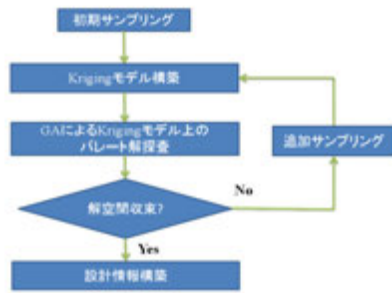 初期サンプリング
Krigingモデル構築
GAによるKrigingモデル上の
パレート解探査
追加サンプリング
解空間収束?
No
Yes
設計情報構築